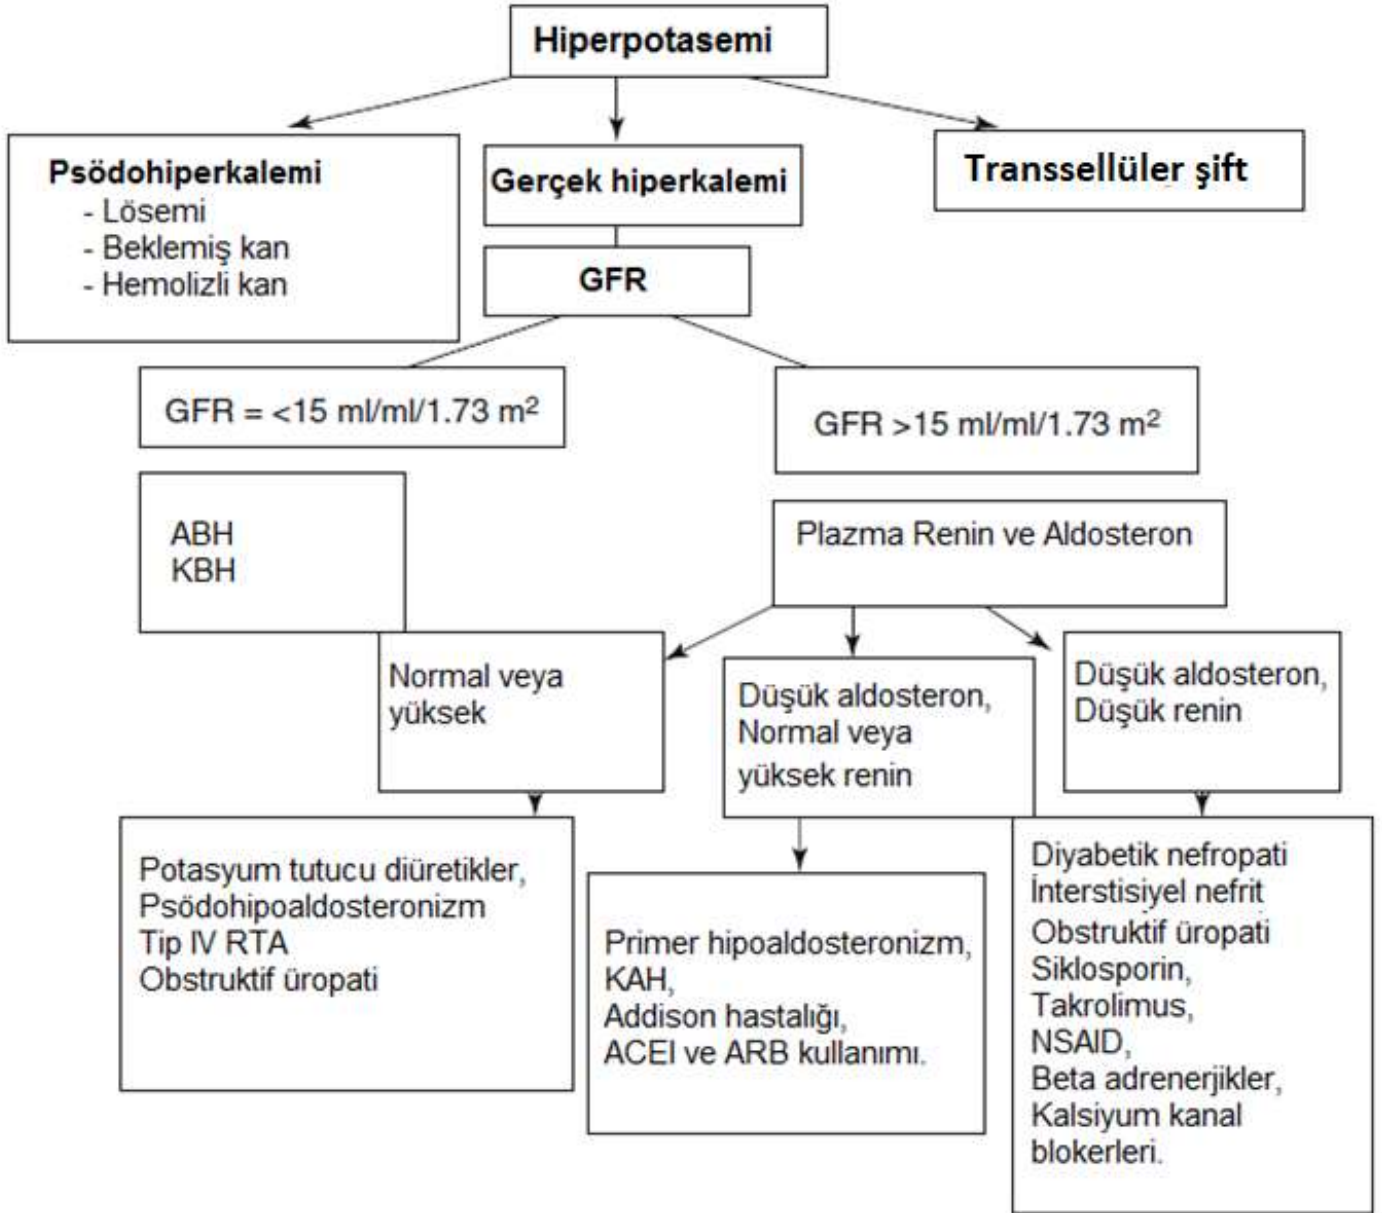 Hiperpotasemi
Psödohiperkalemi
- Lösemi
- Beklemiş kan
- Hemolizli kan
Gerçek hiperkalemi
Transsellüler şift
GFR
GFR = <15 ml/ml/1.73 m²
GFR >15 ml/ml/1.73 m²
ABH
KBH
Plazma Renin ve Aldosteron
Normal veya
yüksek
Düşük aldosteron,
Normal veya
yüksek renin
Düşük aldosteron,
Düşük renin
Potasyum tutucu diüretikler,
Psödohipoaldosteronizm
Tip IV RTA
Obstruktif üropati
Primer hipoaldosteronizm,
KAH,
Addison hastalığı,
ACEI ve ARB kullanımı.
Diyabetik nefropati
İnterstisiyel nefrit
Obstruktif üropati
Siklosporin,
Takrolimus,
NSAID,
Beta adrenerjikler,
Kalsiyum kanal
blokerleri.